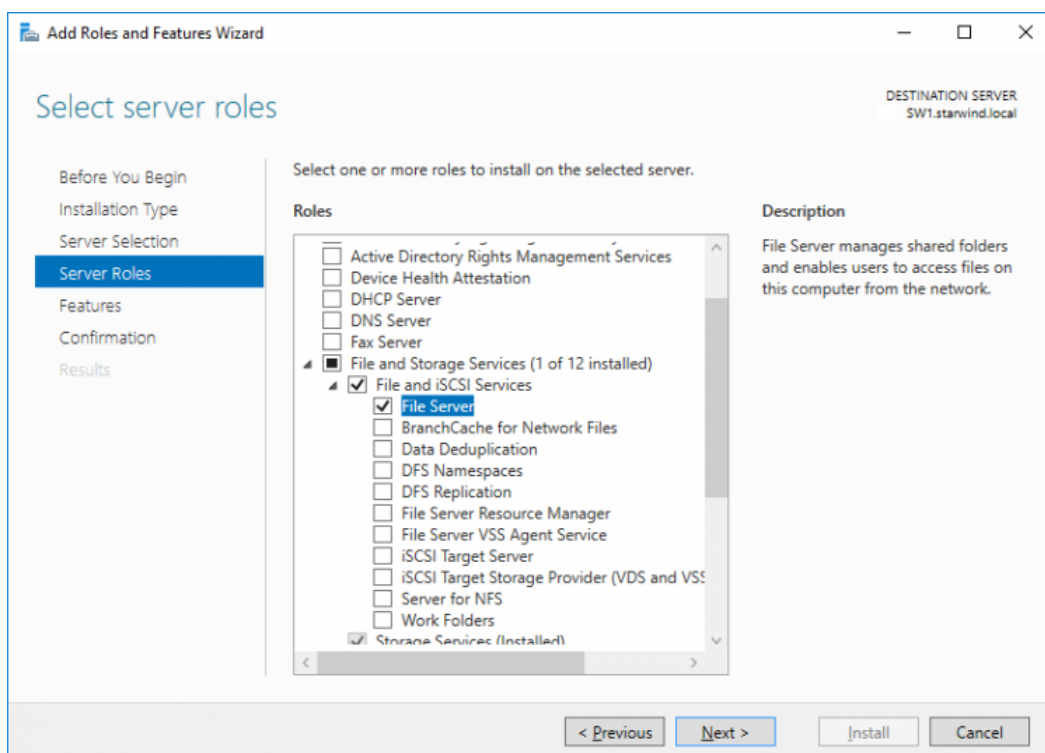 Add Roles and Features Wizard
Select server roles
DESTINATION SERVER
SW1.starwind.local
Before You Begin
Installation Type
Server Selection
Server Roles
Features
Confirmation
Results
Select one or more roles to install on the selected server.
Roles
Active Directory Rights Management Services
Device Health Attestation
DHCP Server
DNS Server
Fax Server
File and Storage Services (1 of 12 installed)
File and iSCSI Services
File Server
BranchCache for Network Files
Data Deduplication
DFS Namespaces
DFS Replication
File Server Resource Manager
File Server VSS Agent Service
iSCSI Target Server
iSCSI Target Storage Provider (VDS and VSS
Server for NFS
Work Folders
Storage Services (Installed)
Description
File Server manages shared folders
and enables users to access files on
this computer from the network.
< Previous
Next >
Install
Cancel